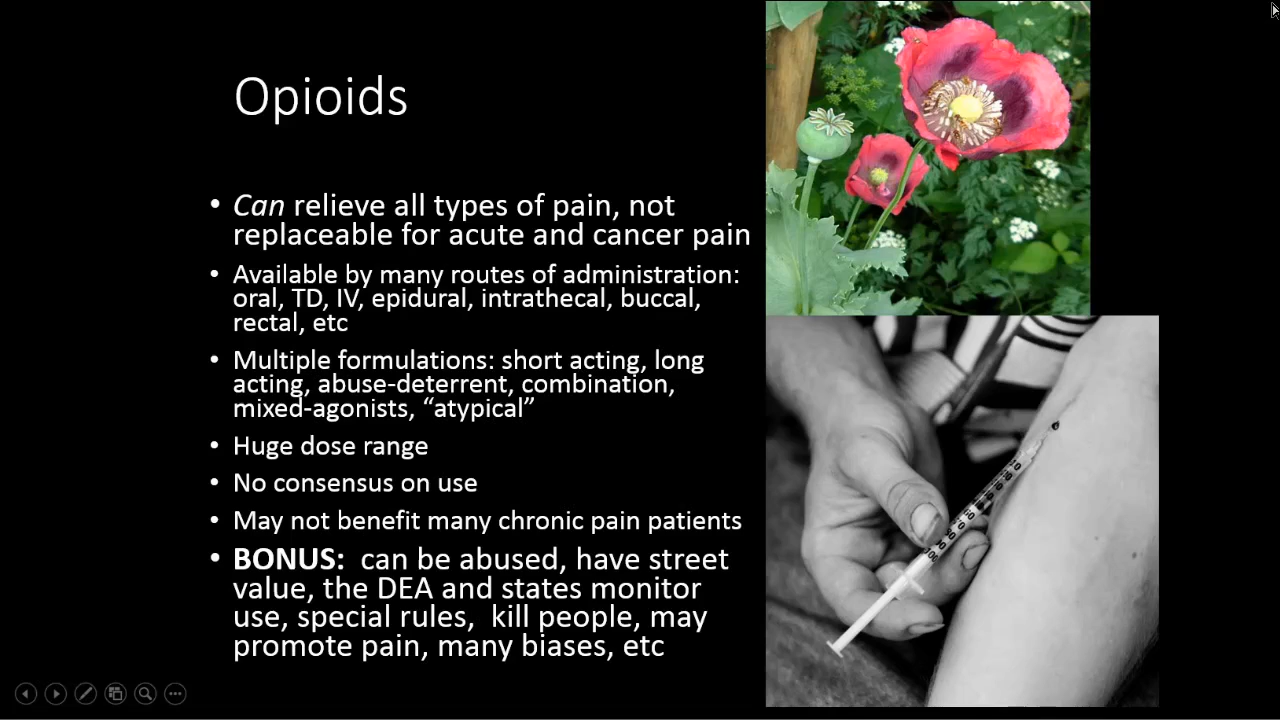 Opioids
• Can relieve all types of pain, not
replaceable for acute and cancer pain
• Available by many routes of administration:
oral, TD, IV, epidural, intrathecal, buccal,
rectal, etc
• Multiple formulations: short acting, long
acting, abuse-deterrent, combination,
mixed-agonists, “atypical”
• Huge dose range
• No consensus on use
• May not benefit many chronic pain patients
• BONUS:  can be abused, have street
value, the DEA and states monitor
use, special rules,  kill people, may
promote pain, many biases, etc